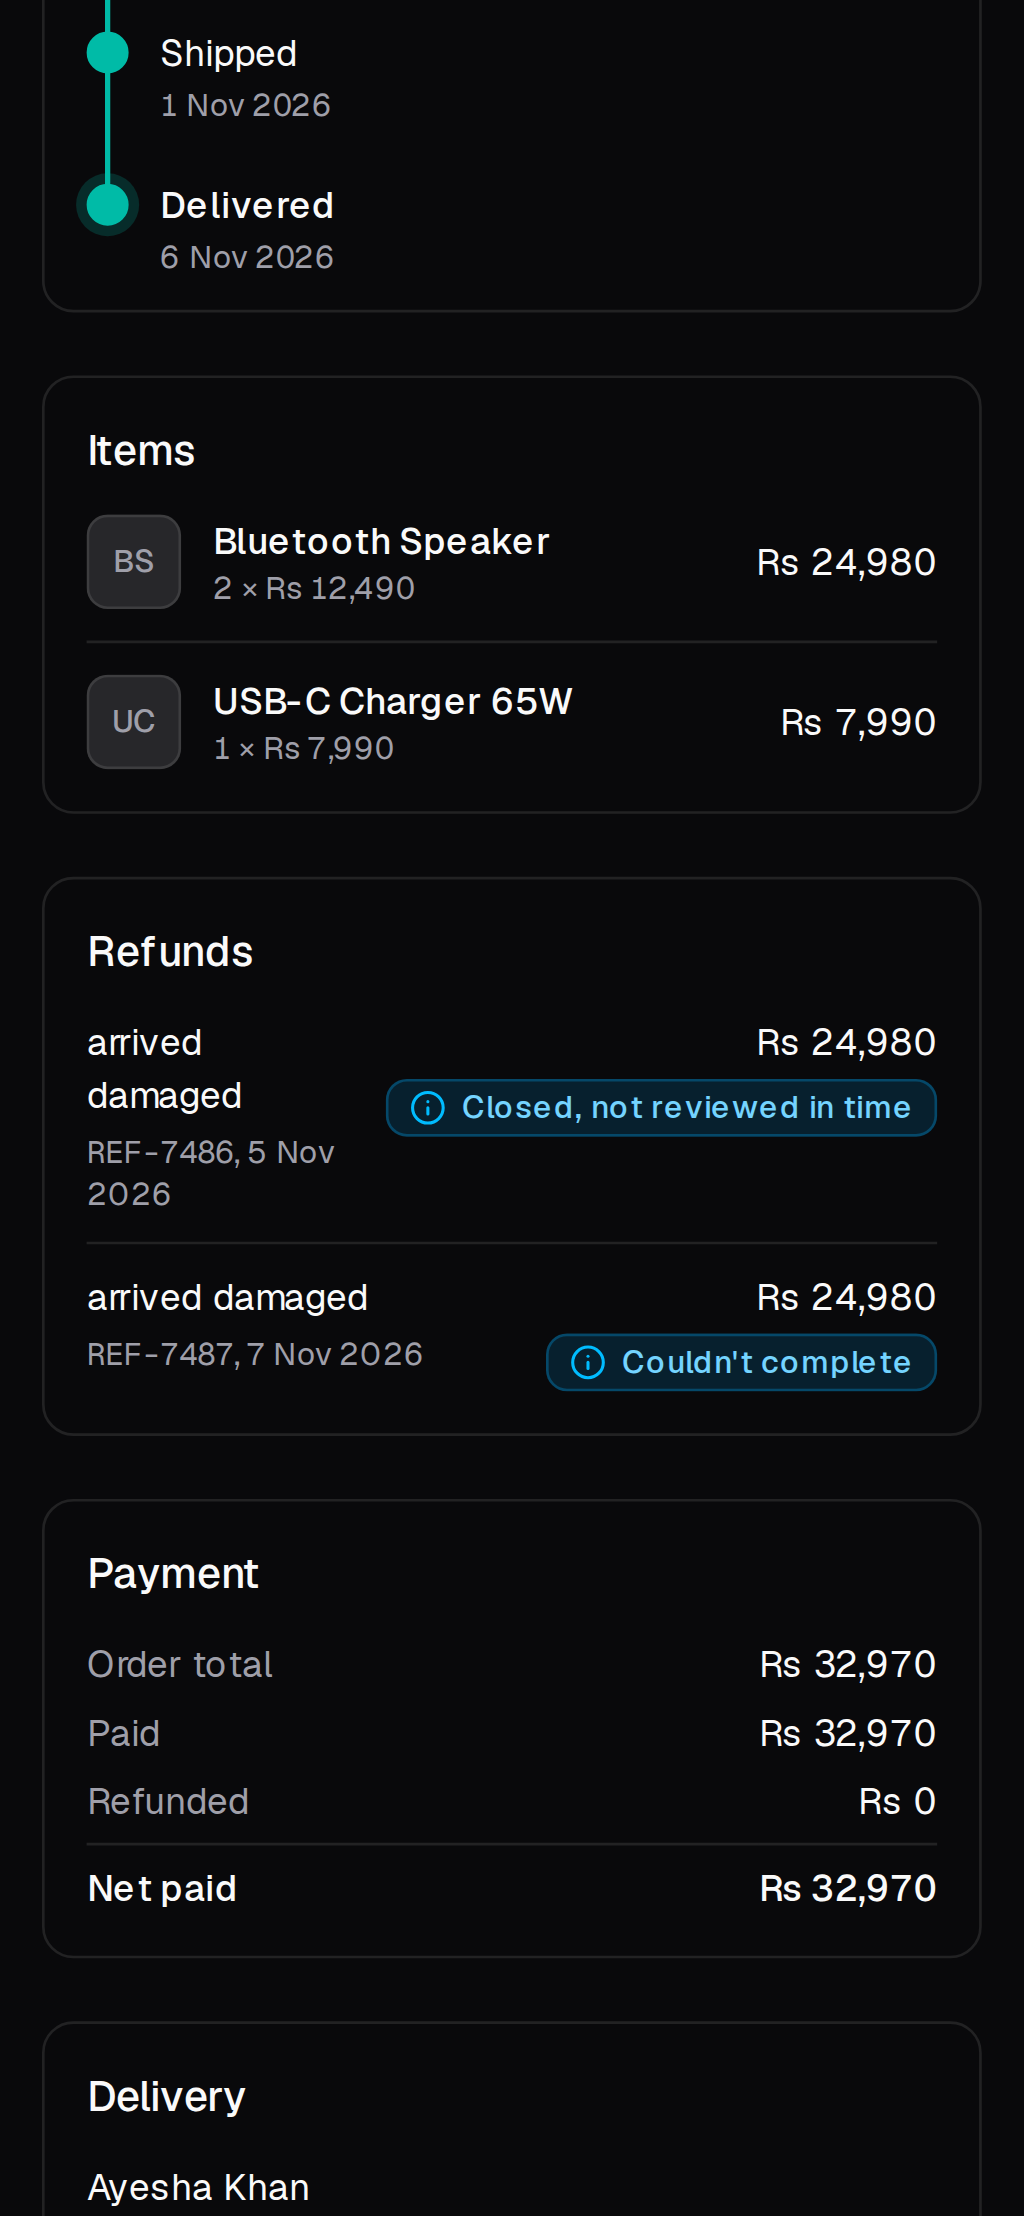 Shipped
1 Nov 2026
Delivered
6 Nov 2026
Items
BS
Bluetooth Speaker
2 × Rs 12,490
Rs 24,980
UC
USB-C Charger 65W
1 × Rs 7,990
Rs 7,990
Refunds
arrived
damaged
REF-7486, 5 Nov
2026
Rs 24,980
Closed, not reviewed in time
arrived damaged
REF-7487, 7 Nov 2026
Rs 24,980
Couldn't complete
Payment
Order total Rs 32,970
Paid Rs 32,970
Refunded Rs 0
Net paid Rs 32,970
Delivery
Ayesha Khan